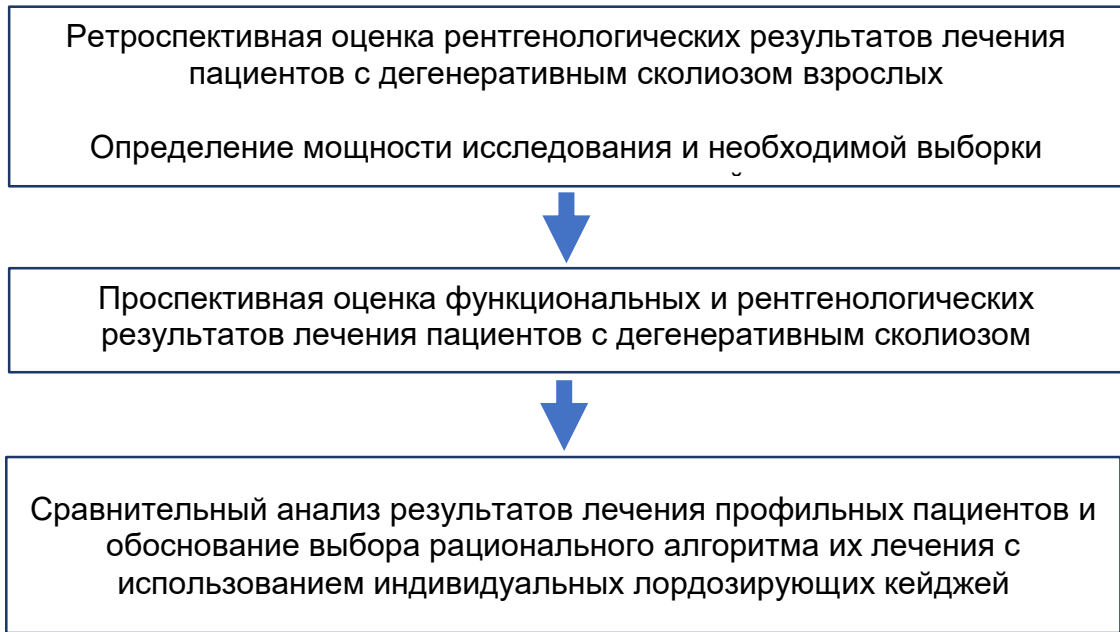 Ретроспективная оценка рентгенологических результатов лечения
пациентов с дегенеративным сколиозом взрослых
Определение мощности исследования и необходимой выборки
Проспективная оценка функциональных и рентгенологических
результатов лечения пациентов с дегенеративным сколиозом
Сравнительный анализ результатов лечения профильных пациентов и
обоснование выбора рационального алгоритма их лечения с
использованием индивидуальных лордозирующих кейджей